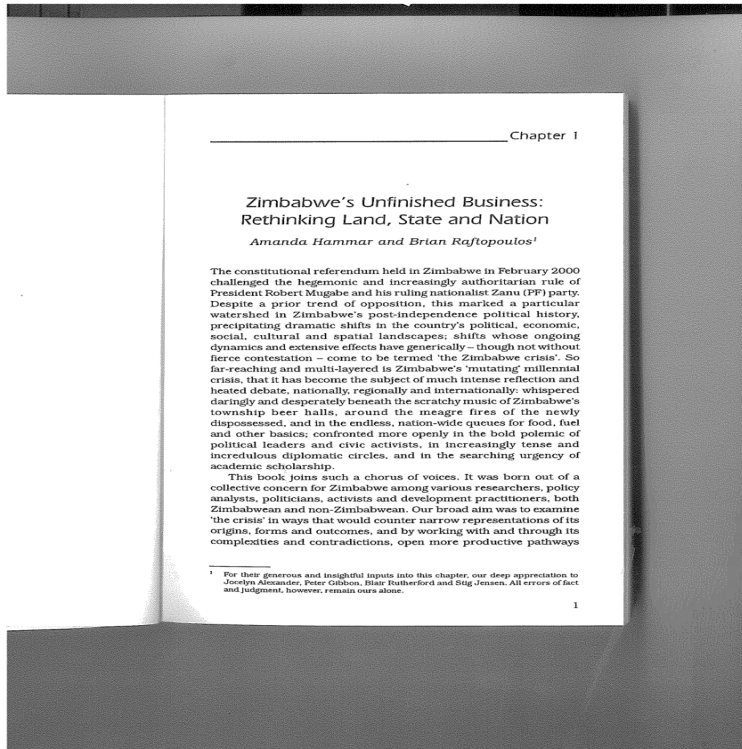 Chapter 1
Zimbabwe's Unfinished Business:
Rethinking Land, State and Nation
Amanda Hammar and Brian Raftopoulos¹
The constitutional referendum held in Zimbabwe in February 2000
challenged the hegemonic and increasingly authoritarian rule of
President Robert Mugabe and his ruling nationalist Zanu (PF) party.
Despite a prior trend of opposition, this marked a particular
watershed in Zimbabwe's post-independence political history,
precipitating dramatic shifts in the country's political, economic,
social, cultural and spatial landscapes; shifts whose ongoing
dynamics and extensive effects have generically – though not without
fierce contestation – come to be termed 'the Zimbabwe crisis'. So
far-reaching and multi-layered is Zimbabwe's 'mutating' millennial
crisis, that it has become the subject of much intense reflection and
heated debate, nationally, regionally and internationally: whispered
daringly and desperately beneath the scratchy music of Zimbabwe's
township beer halls, around the meagre fires of the newly
dispossessed, and in the endless, nation-wide queues for food, fuel
and other basics; confronted more openly in the bold polemic of
political leaders and civic activists, in increasingly tense and
incredulous diplomatic circles, and in the searching urgency of
academic scholarship.
This book joins such a chorus of voices. It was born out of a
collective concern for Zimbabwe among various researchers, policy
analysts, politicians, activists and development practitioners, both
Zimbabwean and non-Zimbabwean. Our broad aim was to examine
'the crisis' in ways that would counter narrow representations of its
origins, forms and outcomes, and by working with and through its
complexities and contradictions, open more productive pathways
¹ For their generous and insightful inputs into this chapter, our deep appreciation to
Jocelyn Alexander, Peter Gibbon, Blair Rutherford and Stig Jensen. All errors of fact
and judgment, however, remain ours alone.
1